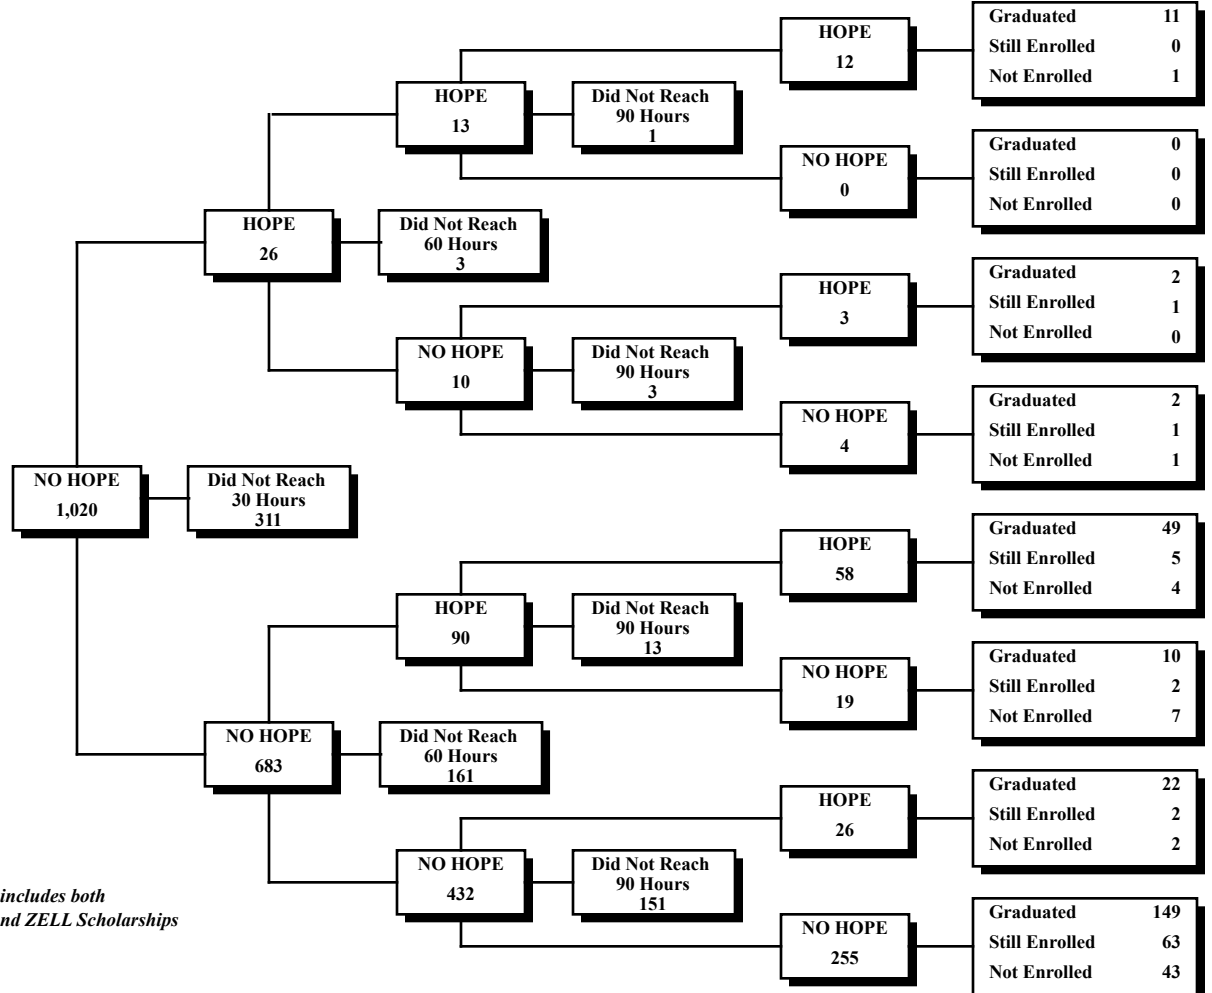 HOPE
12
Graduated 11
Still Enrolled 0
Not Enrolled 1
HOPE
13
Did Not Reach
90 Hours
1
NO HOPE
0
Graduated 0
Still Enrolled 0
Not Enrolled 0
HOPE
26
Did Not Reach
60 Hours
3
HOPE
3
Graduated 2
Still Enrolled 1
Not Enrolled 0
NO HOPE
10
Did Not Reach
90 Hours
3
NO HOPE
4
Graduated 2
Still Enrolled 1
Not Enrolled 1
NO HOPE
1,020
Did Not Reach
30 Hours
311
HOPE
58
Graduated 49
Still Enrolled 5
Not Enrolled 4
HOPE
90
Did Not Reach
90 Hours
13
NO HOPE
19
Graduated 10
Still Enrolled 2
Not Enrolled 7
NO HOPE
683
Did Not Reach
60 Hours
161
HOPE
26
Graduated 22
Still Enrolled 2
Not Enrolled 2
NO HOPE
432
Did Not Reach
90 Hours
151
NO HOPE
255
Graduated 149
Still Enrolled 63
Not Enrolled 43
includes both
nd ZELL Scholarships